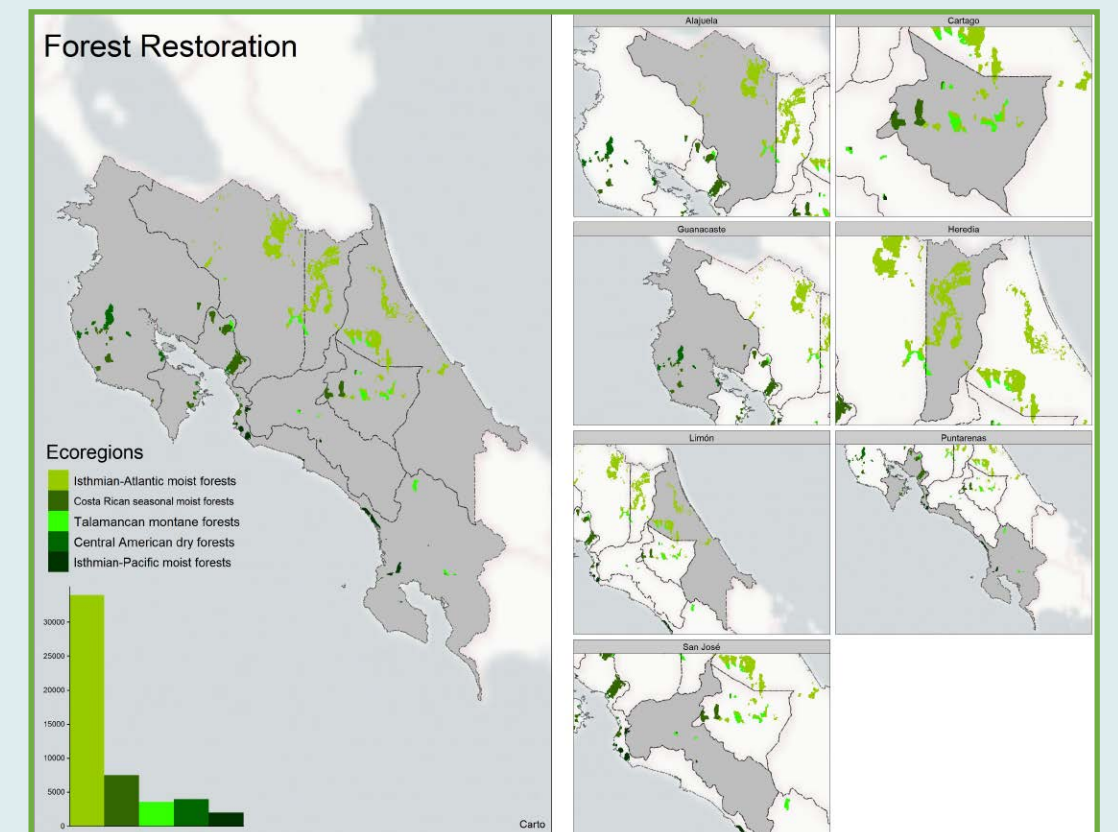 Forest Restoration
Ecoregions
Isthmian-Atlantic moist forests
Costa Rican seasonal moist forests
Talamancan montane forests
Central American dry forests
Isthmian-Pacific moist forests
30000
25000
20000
15000
10000
5000
0
Carto
Alajuela
Cartago
Guanacaste
Heredia
Limón
Puntarenas
San José